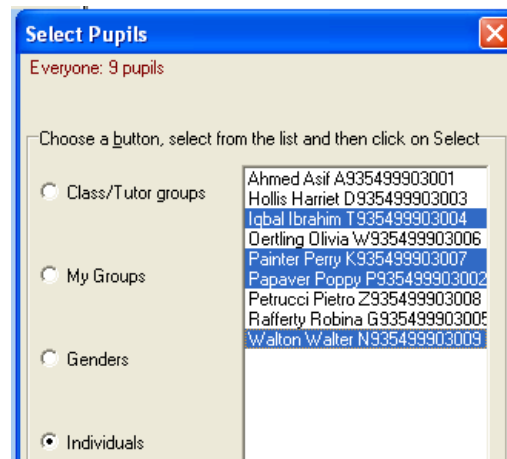 Select Pupils
Everyone: 9 pupils
Choose a button, select from the list and then click on Select
Class/Tutor groups
My Groups
Genders
Individuals
Ahmed Asif A935499903001
Hollis Harriet D935499903003
Iqbal Ibrahim T935499903004
Oertling Olivia W935499903006
Painter Perry K935499903007
Papaver Poppy P935499903002
Petrucci Pietro Z935499903008
Rafferty Robina G935499903005
Walton Walter N935499903009